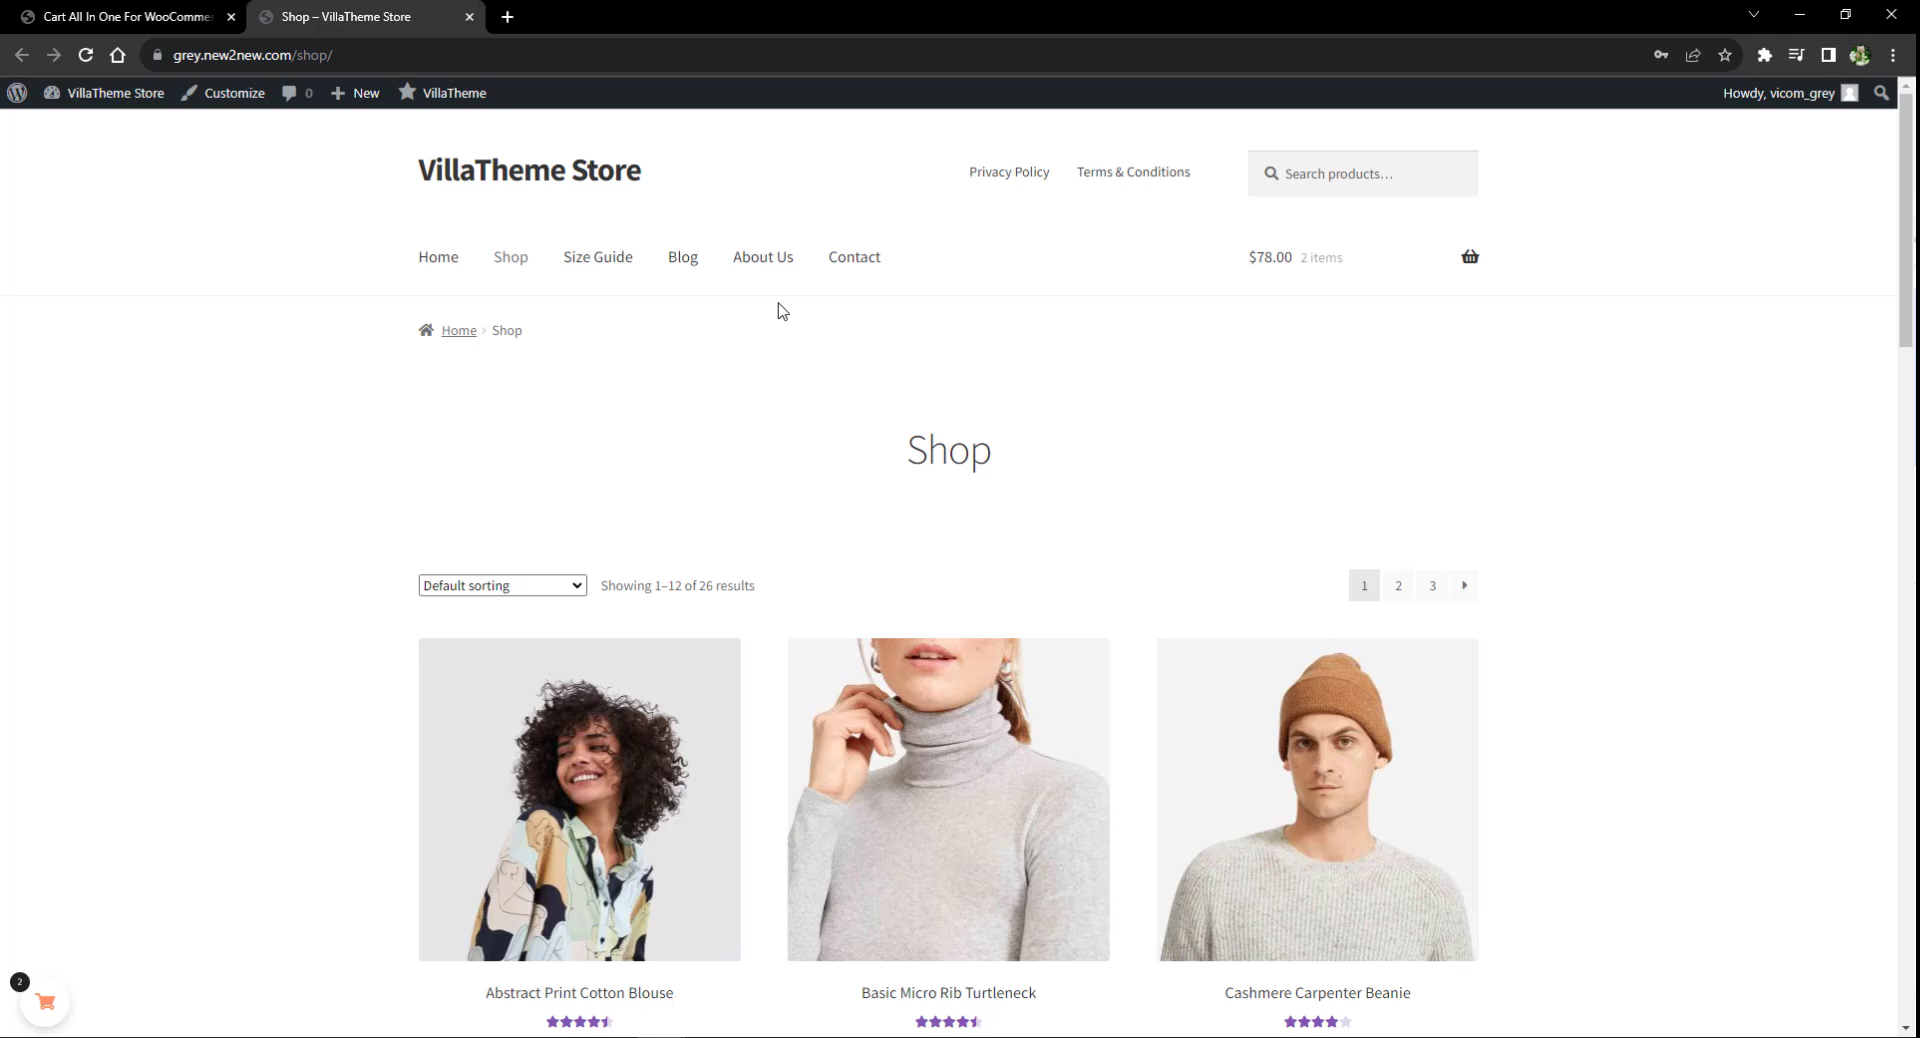 Cart All In One For WooCommer
Shop – VillaTheme Store
grey.new2new.com/shop/
VillaTheme Store
Customize
0
New
VillaTheme
Howdy, vicom_grey
VillaTheme Store
Privacy Policy
Terms & Conditions
Search products…
Home
Shop
Size Guide
Blog
About Us
Contact
$78.00 2 items
Home
Shop
Shop
Default sorting
Showing 1–12 of 26 results
1
2
3
Abstract Print Cotton Blouse
Basic Micro Rib Turtleneck
Cashmere Carpenter Beanie
2